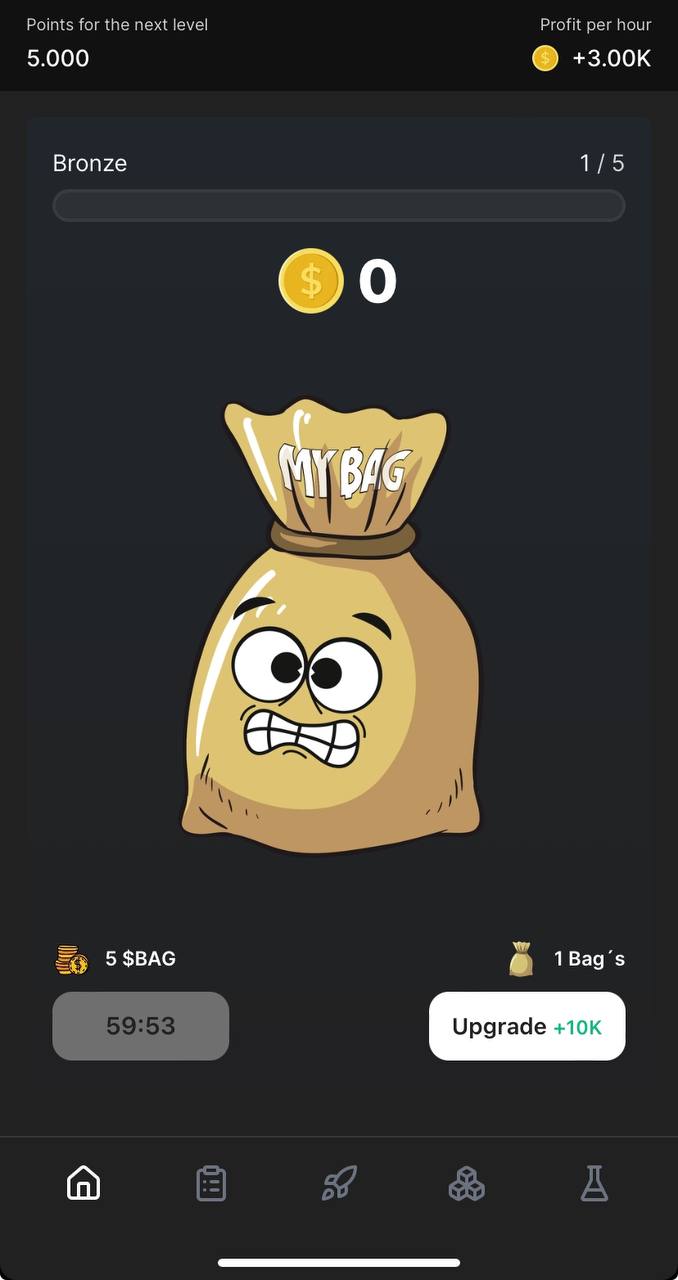 Points for the next level
5.000
Profit per hour
+3.00K
Bronze
1 / 5
0
MY BAG
5 $BAG
1 Bag´s
59:53
Upgrade +10K